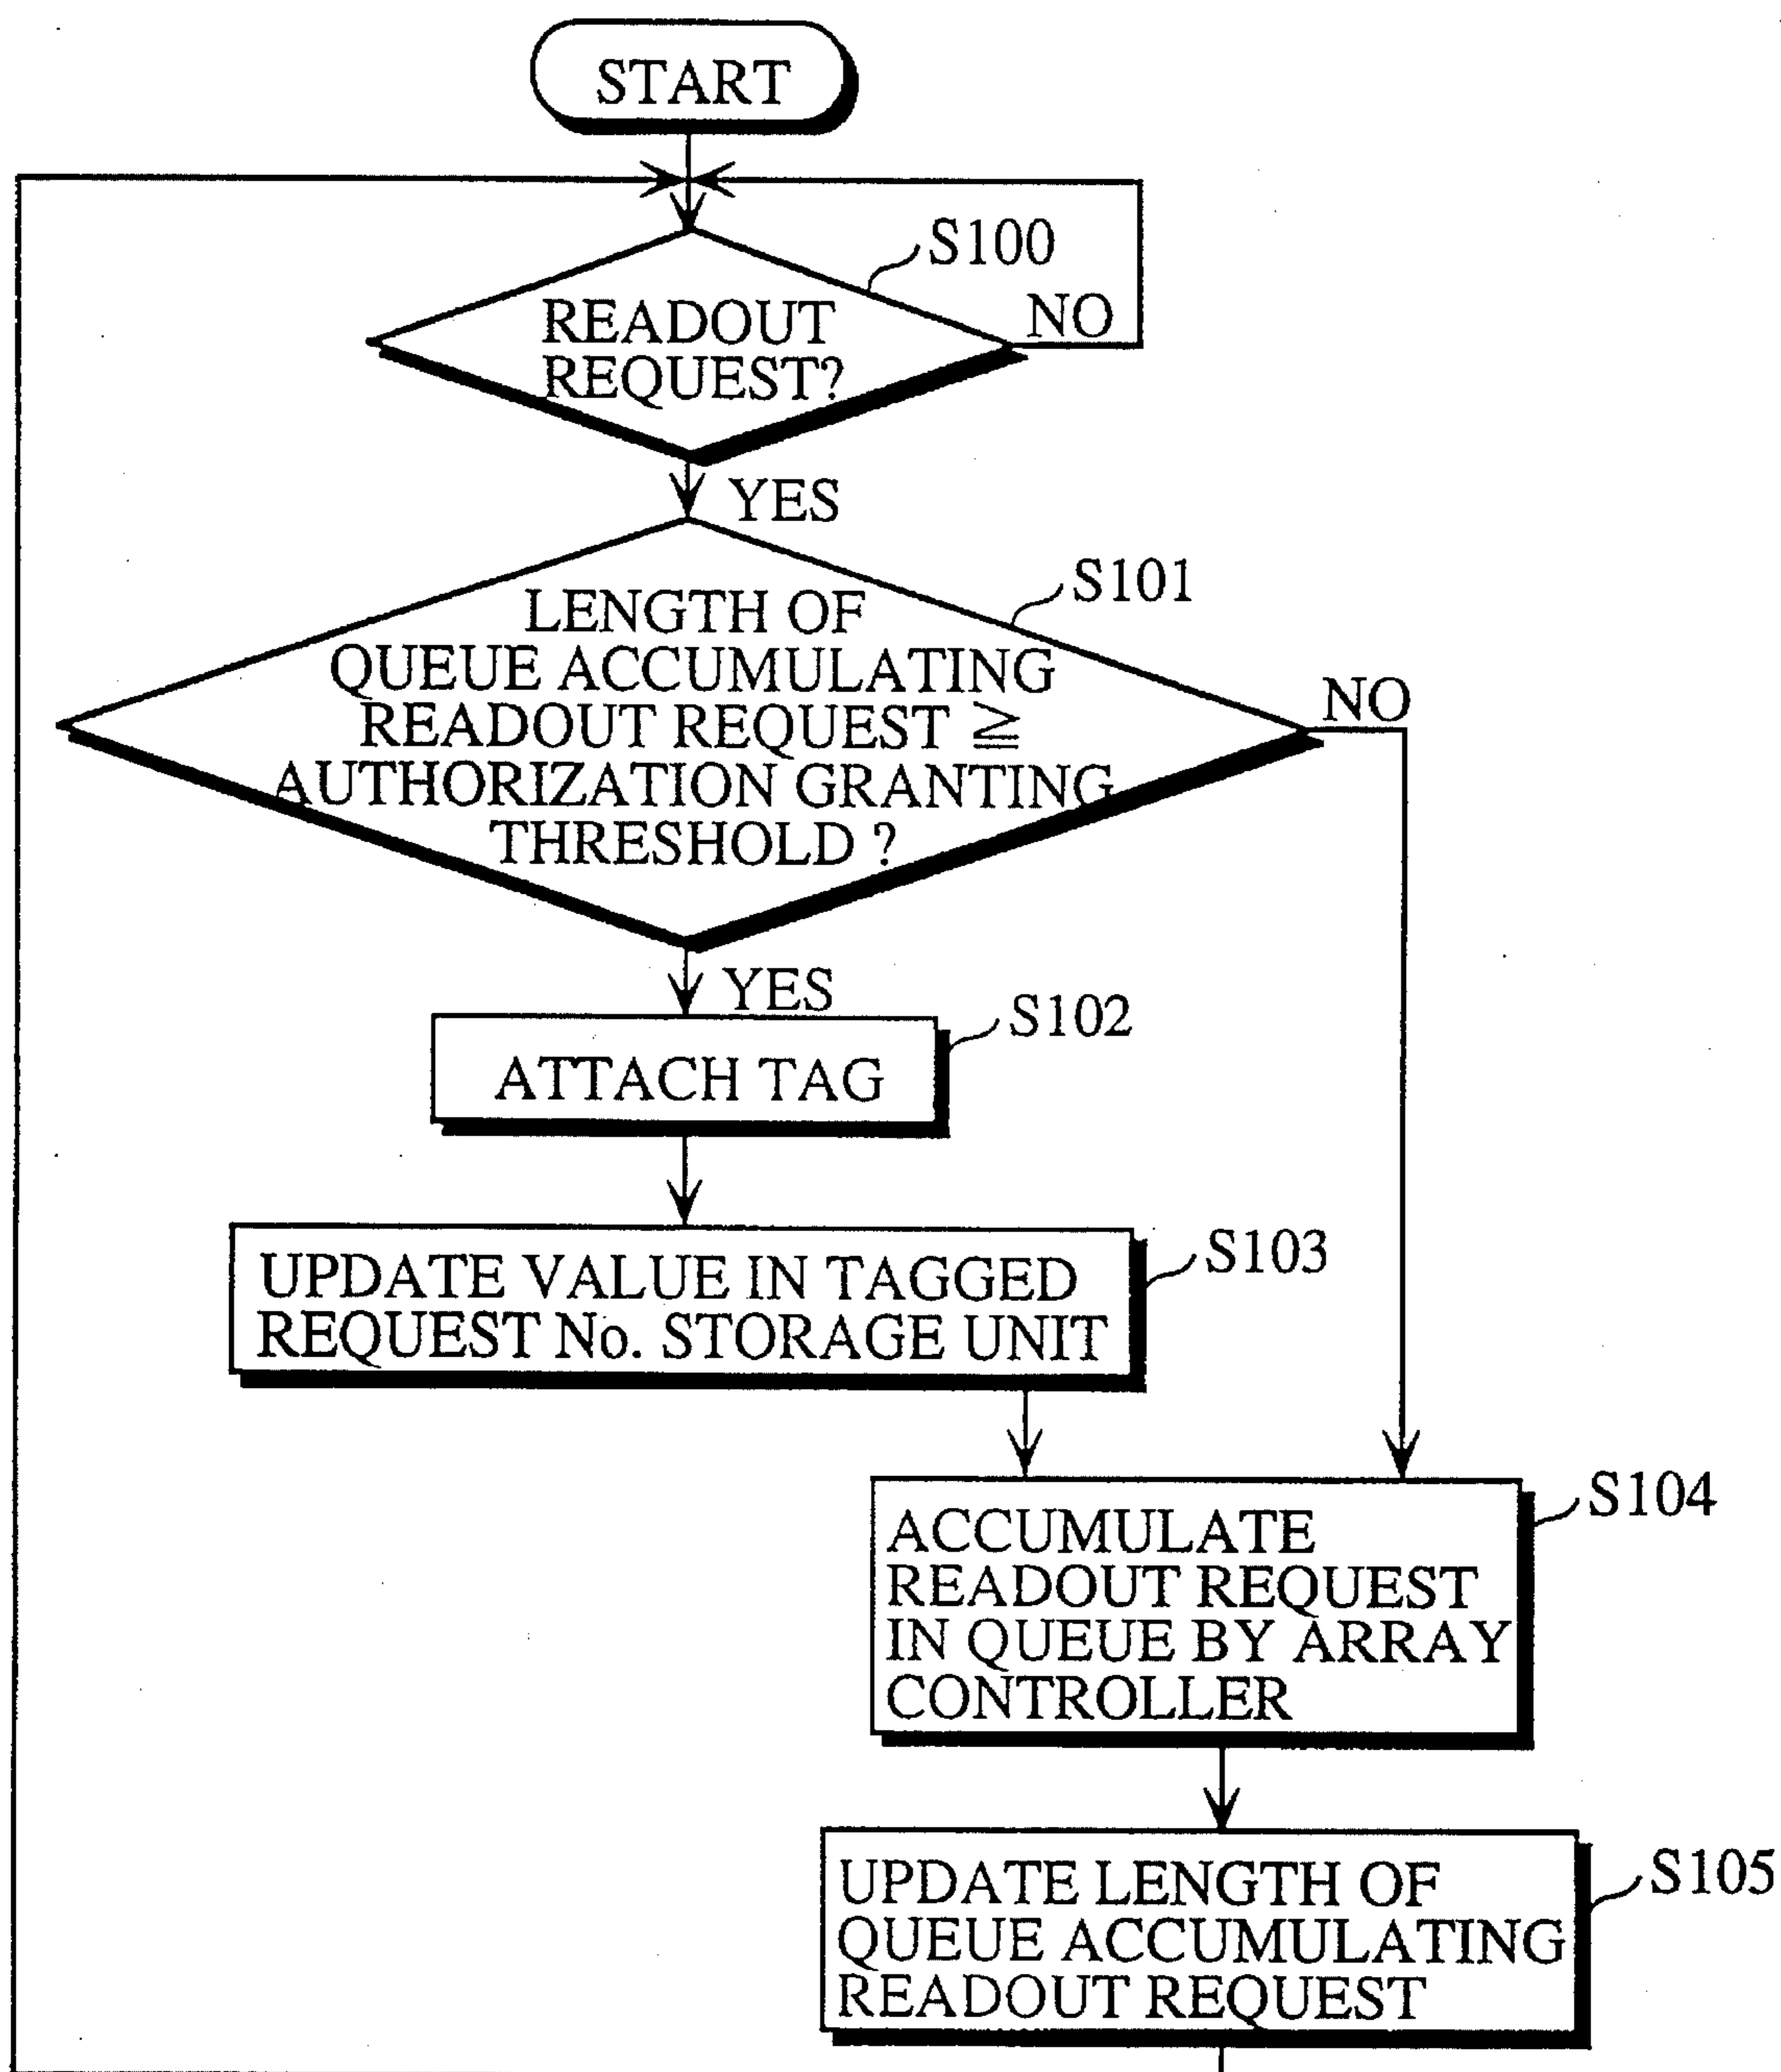 START
S100
READOUT
REQUEST?
NO
YES
S101
LENGTH OF
QUEUE ACCUMULATING
READOUT REQUEST ≧
AUTHORIZATION GRANTING
THRESHOLD ?
NO
YES
S102
ATTACH TAG
S103
UPDATE VALUE IN TAGGED
REQUEST No. STORAGE UNIT
S104
ACCUMULATE
READOUT REQUEST
IN QUEUE BY ARRAY
CONTROLLER
S105
UPDATE LENGTH OF
QUEUE ACCUMULATING
READOUT REQUEST